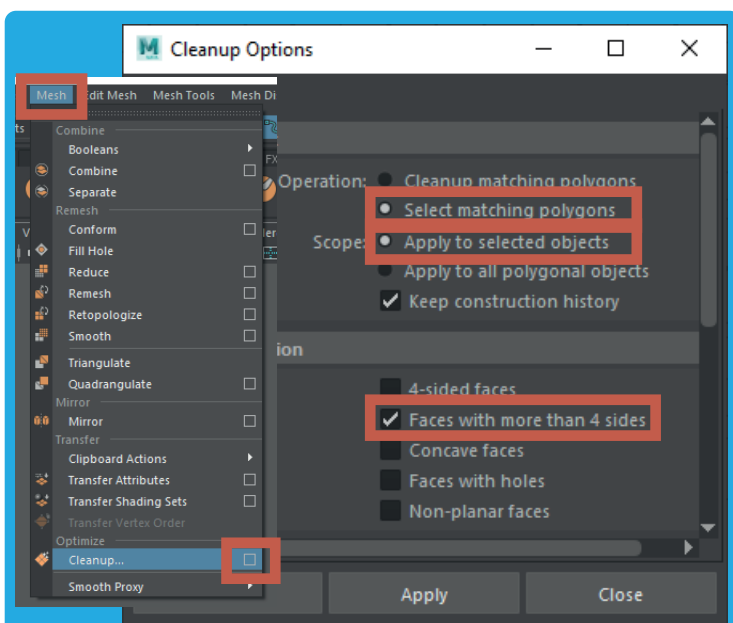 Cleanup Options
Mesh Edit Mesh Mesh Tools Mesh Di
Combine
Booleans
Combine
Separate
Remesh
Conform
Fill Hole
Reduce
Remesh
Retopologize
Smooth
Triangulate
Quadrangulate
Mirror
Mirror
Transfer
Clipboard Actions
Transfer Attributes
Transfer Shading Sets
Transfer Vertex Order
Optimize
Cleanup...
Smooth Proxy
ts
FX
V
ler
Operation: Cleanup matching polygons
Select matching polygons
Scope: Apply to selected objects
Apply to all polygonal objects
Keep construction history
ion
4-sided faces
Faces with more than 4 sides
Concave faces
Faces with holes
Non-planar faces
Apply Close